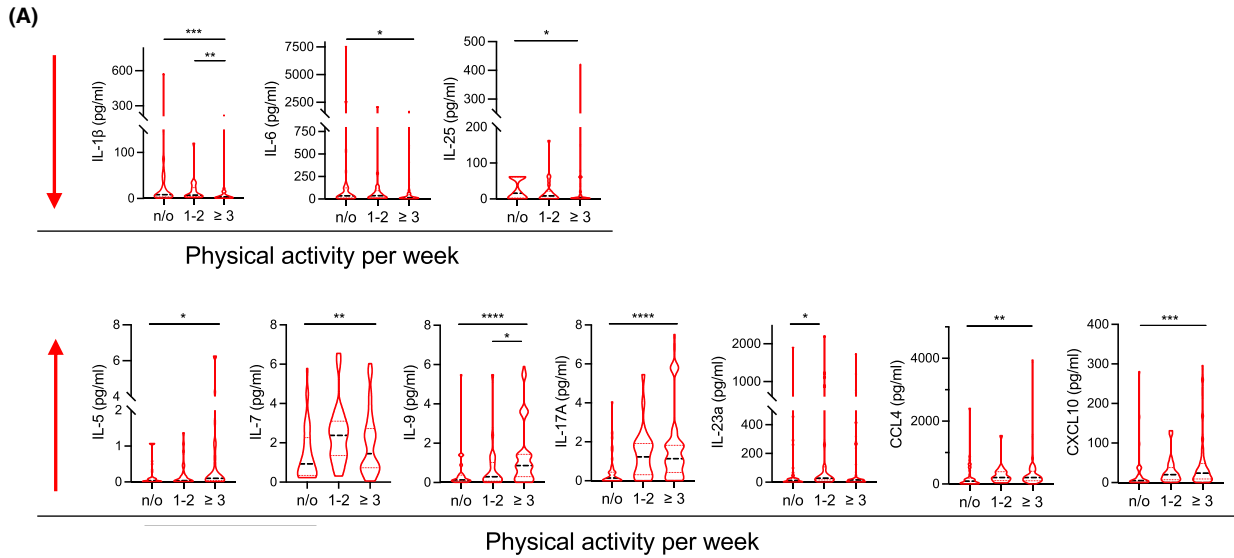 (A)
*** ** * *
IL-1β (pg/ml) 600 300 100 0 n/o 1-2 ≥ 3
IL-6 (pg/ml) 7500 5000 2500 1000 750 500 250 0 n/o 1-2 ≥ 3
IL-25 (pg/ml) 500 400 300 200 100 0 n/o 1-2 ≥ 3
Physical activity per week
* ** **** * **** * ** ***
IL-5 (pg/ml) 8 6 4 2 1 0 n/o 1-2 ≥ 3
IL-7 (pg/ml) 8 6 4 2 0 n/o 1-2 ≥ 3
IL-9 (pg/ml) 8 6 4 2 0 n/o 1-2 ≥ 3
IL-17A (pg/ml) 8 6 4 2 0 n/o 1-2 ≥ 3
IL-23a (pg/ml) 2000 1000 600 400 200 0 n/o 1-2 ≥ 3
CCL4 (pg/ml) 4000 2000 0 n/o 1-2 ≥ 3
CXCL10 (pg/ml) 400 300 200 100 0 n/o 1-2 ≥ 3
Physical activity per week